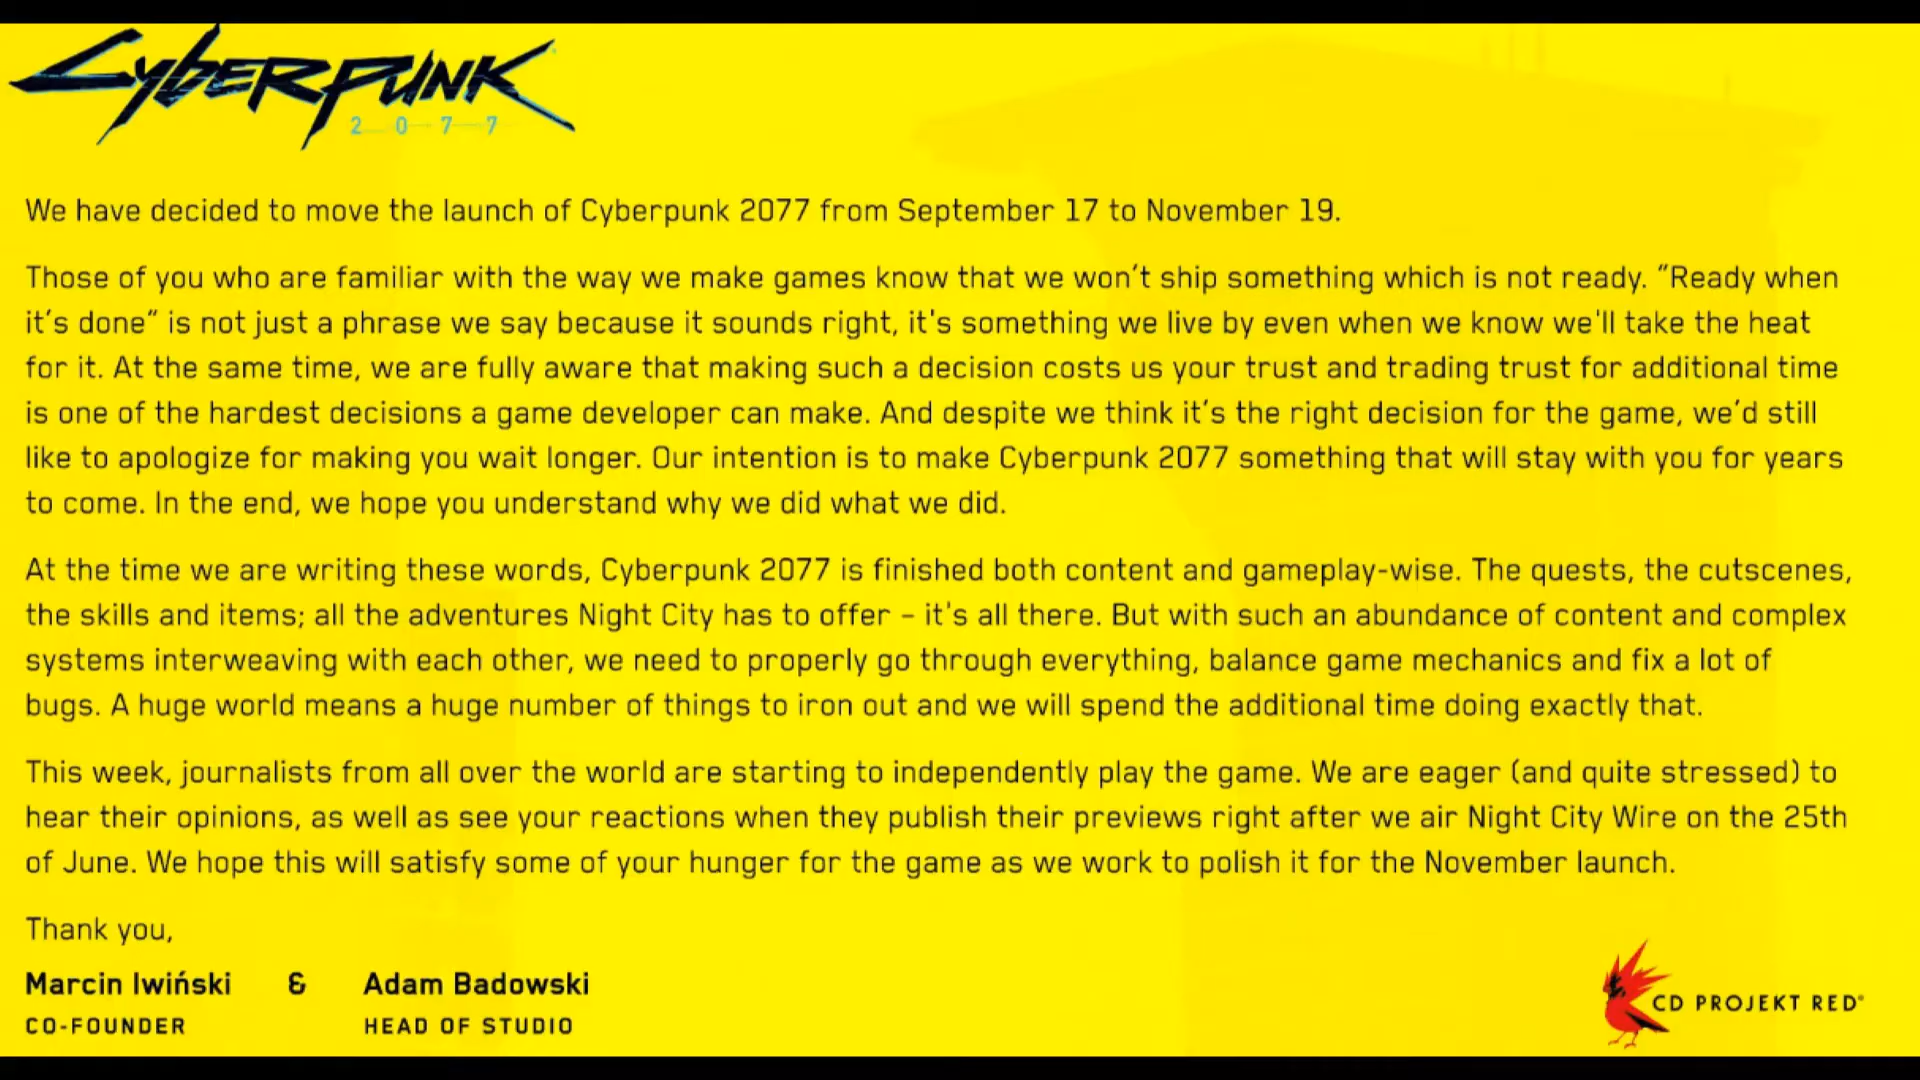 Cyberpunk
2077
We have decided to move the launch of Cyberpunk 2077 from September 17 to November 19.
Those of you who are familiar with the way we make games know that we won’t ship something which is not ready. “Ready when
it’s done” is not just a phrase we say because it sounds right, it's something we live by even when we know we'll take the heat
for it. At the same time, we are fully aware that making such a decision costs us your trust and trading trust for additional time
is one of the hardest decisions a game developer can make. And despite we think it’s the right decision for the game, we’d still
like to apologize for making you wait longer. Our intention is to make Cyberpunk 2077 something that will stay with you for years
to come. In the end, we hope you understand why we did what we did.
At the time we are writing these words, Cyberpunk 2077 is finished both content and gameplay-wise. The quests, the cutscenes,
the skills and items; all the adventures Night City has to offer – it's all there. But with such an abundance of content and complex
systems interweaving with each other, we need to properly go through everything, balance game mechanics and fix a lot of
bugs. A huge world means a huge number of things to iron out and we will spend the additional time doing exactly that.
This week, journalists from all over the world are starting to independently play the game. We are eager (and quite stressed) to
hear their opinions, as well as see your reactions when they publish their previews right after we air Night City Wire on the 25th
of June. We hope this will satisfy some of your hunger for the game as we work to polish it for the November launch.
Thank you,
Marcin Iwiński & Adam Badowski
CO-FOUNDER HEAD OF STUDIO
CD PROJEKT RED®